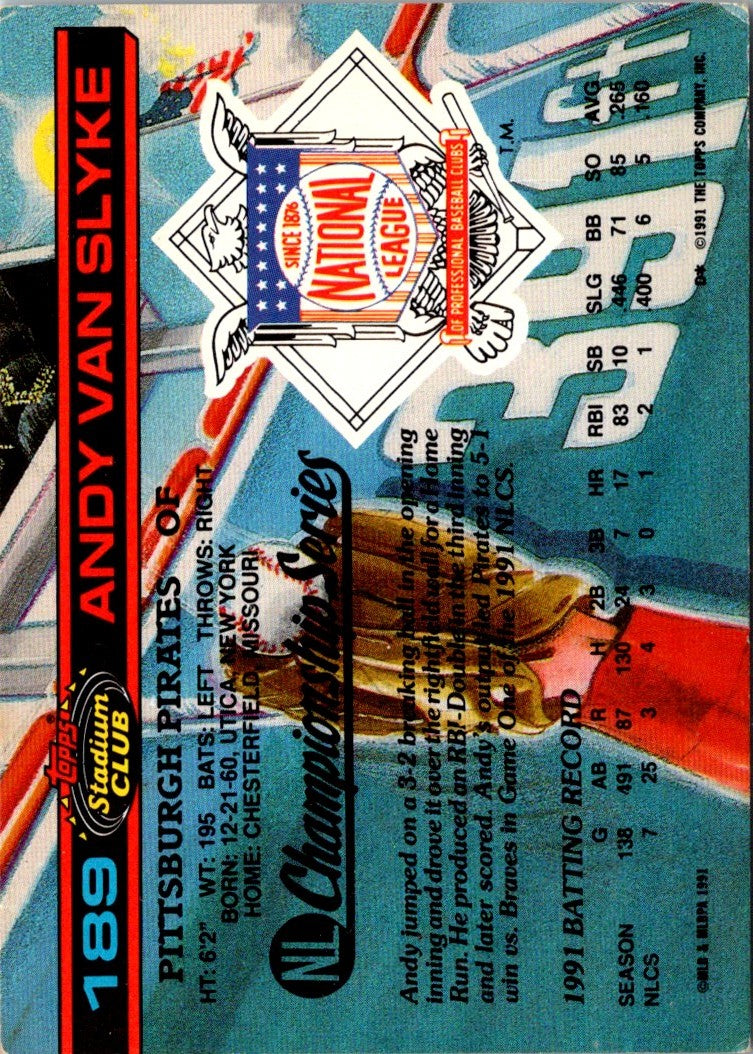 189
TOPPS
Stadium
CLUB
ANDY VAN SLYKE
PITTSBURGH PIRATES OF
HT: 6'2" WT: 195 BATS: LEFT THROWS: RIGHT
BORN: 12-21-60, UTICA, NEW YORK
HOME: CHESTERFIELD, MISSOURI
SINCE 1876
NATIONAL
LEAGUE
OF PROFESSIONAL BASEBALL CLUBS
T.M.
NL Championship Series
Andy jumped on a 3-2 breaking ball in the opening
inning and drove it over the rightfield wall for a Home
Run. He produced an RBI-Double in the third inning
and later scored. Andy's outpulled Pirates to 5-1
win vs. Braves in Game One of the 1991 NLCS.
1991 BATTING RECORD
G AB R H 2B 3B HR RBI SB SLG BB SO AVG
SEASON 138 491 87 130 24 7 17 83 10 .446 71 85 .265
NLCS 7 25 3 4 3 0 1 2 1 .400 6 5 .160
©MLB & MLBPA 1991
©1991 THE TOPPS COMPANY, INC.